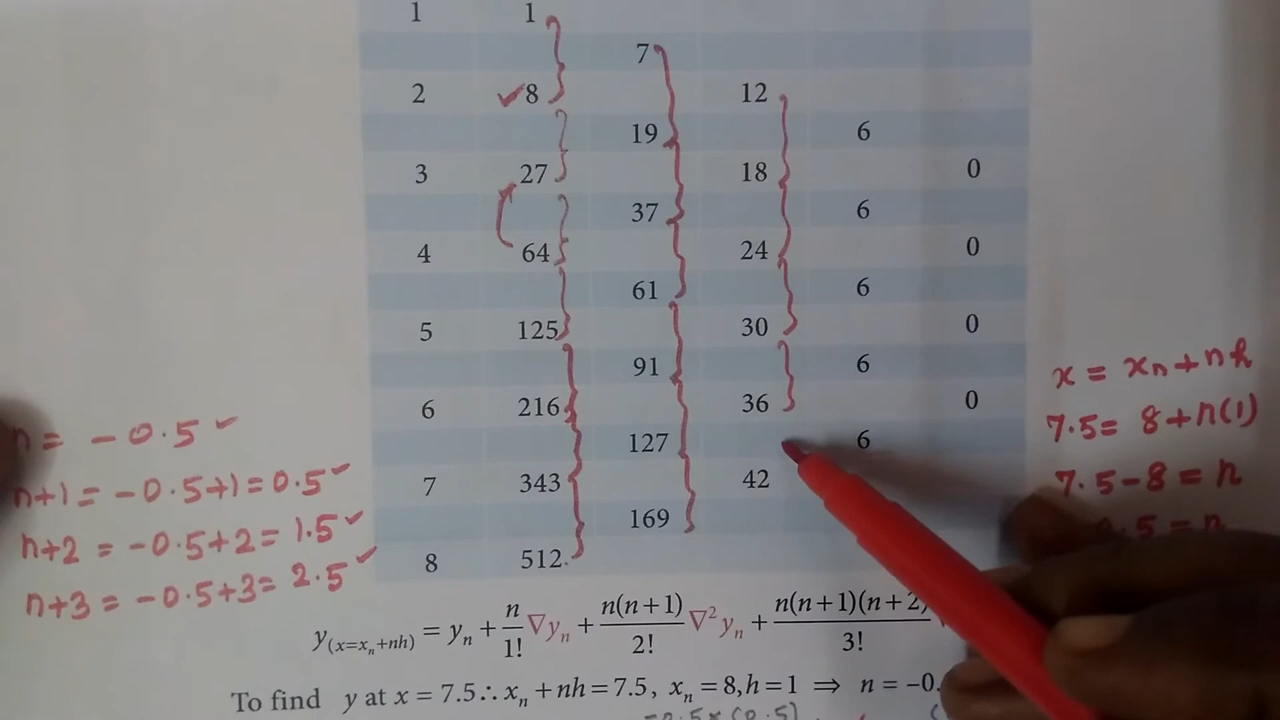 1 1
7
2 ✓8 12
19 6
3 27 18 0
37 6
4 64 24 0
61 6
5 125 30 0
91 6
6 216 36 0
127 6
7 343 42
169
8 512
x = xn + nh
7.5 = 8 + n(1)
7.5 - 8 = n
.5 = n
n = -0.5 ✓
n+1 = -0.5+1 = 0.5 ✓
n+2 = -0.5+2 = 1.5 ✓
n+3 = -0.5+3 = 2.5 ✓
y(x=xn+nh) = yn + n/1! ∇yn + n(n+1)/2! ∇²yn + n(n+1)(n+2)/3!
To find y at x = 7.5 ∴ xn + nh = 7.5, xn = 8, h = 1 ⇒ n = −0.